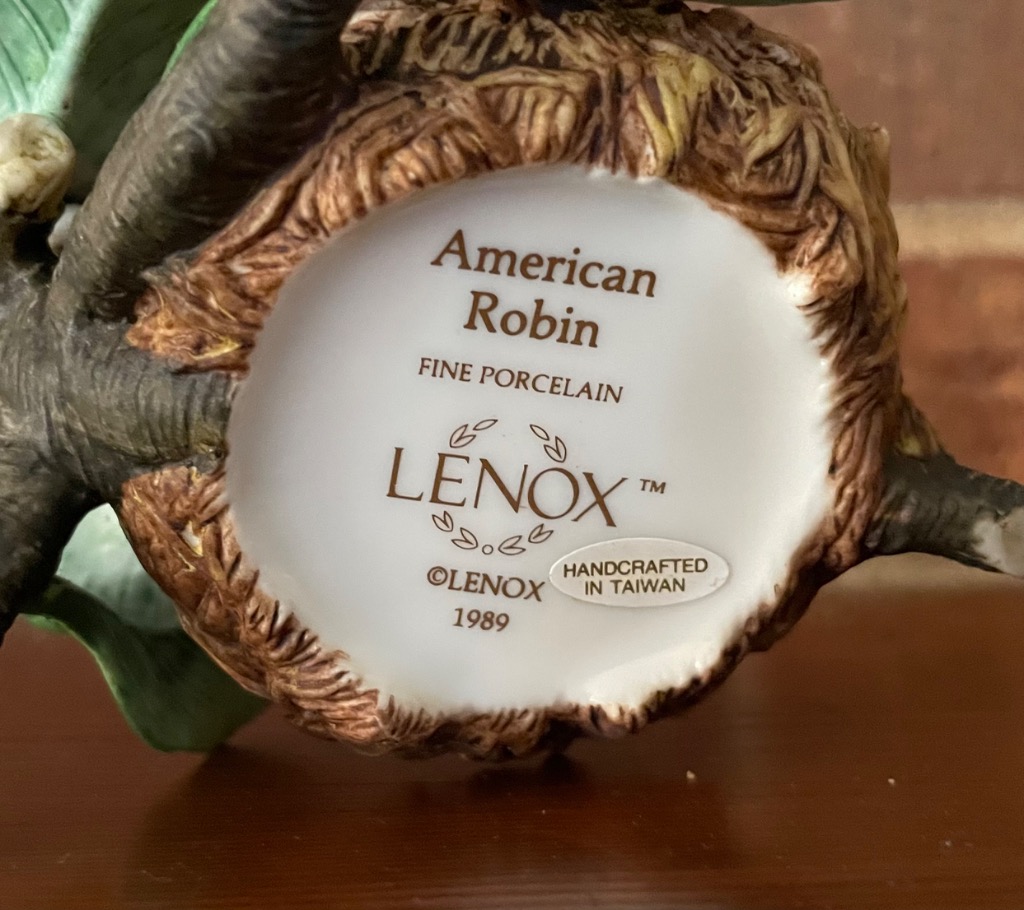 American
Robin
FINE PORCELAIN
LENOX™
©LENOX
1989
HANDCRAFTED
IN TAIWAN